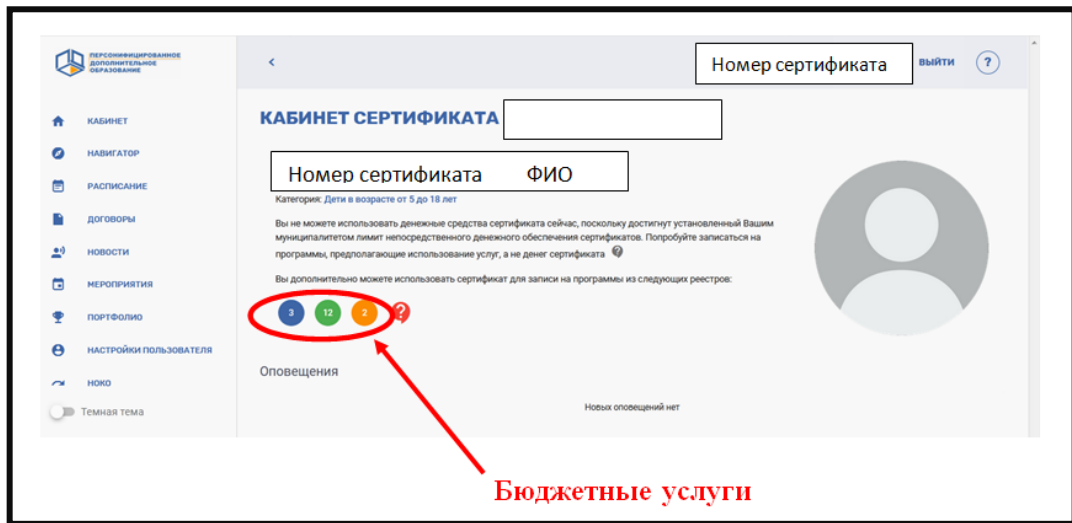 ПЕРСОНИФИЦИРОВАННОЕ
ДОПОЛНИТЕЛЬНОЕ
ОБРАЗОВАНИЕ
Номер сертификата
ВЫЙТИ
?
КАБИНЕТ
НАВИГАТОР
РАСПИСАНИЕ
ДОГОВОРЫ
НОВОСТИ
МЕРОПРИЯТИЯ
ПОРТФОЛИО
НАСТРОЙКИ ПОЛЬЗОВАТЕЛЯ
НОКО
Темная тема
КАБИНЕТ СЕРТИФИКАТА
Номер сертификата ФИО
Категория: Дети в возрасте от 5 до 18 лет
Вы не можете использовать денежные средства сертификата сейчас, поскольку достигнут установленный Вашим
муниципалитетом лимит непосредственного денежного обеспечения сертификатов. Попробуйте записаться на
программы, предполагающие использование услуг, а не денег сертификата ?
Вы дополнительно можете использовать сертификат для записи на программы из следующих реестров:
3 12 2 ?
Оповещения
Новых оповещений нет
Бюджетные услуги